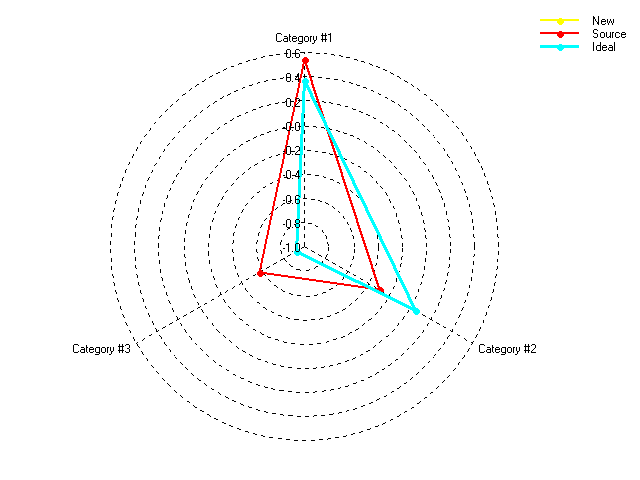 New
Source
Ideal
Category #1
0.6
0.4
0.2
0.0
-0.2
-0.4
-0.6
-0.8
-1.0
Category #3
Category #2